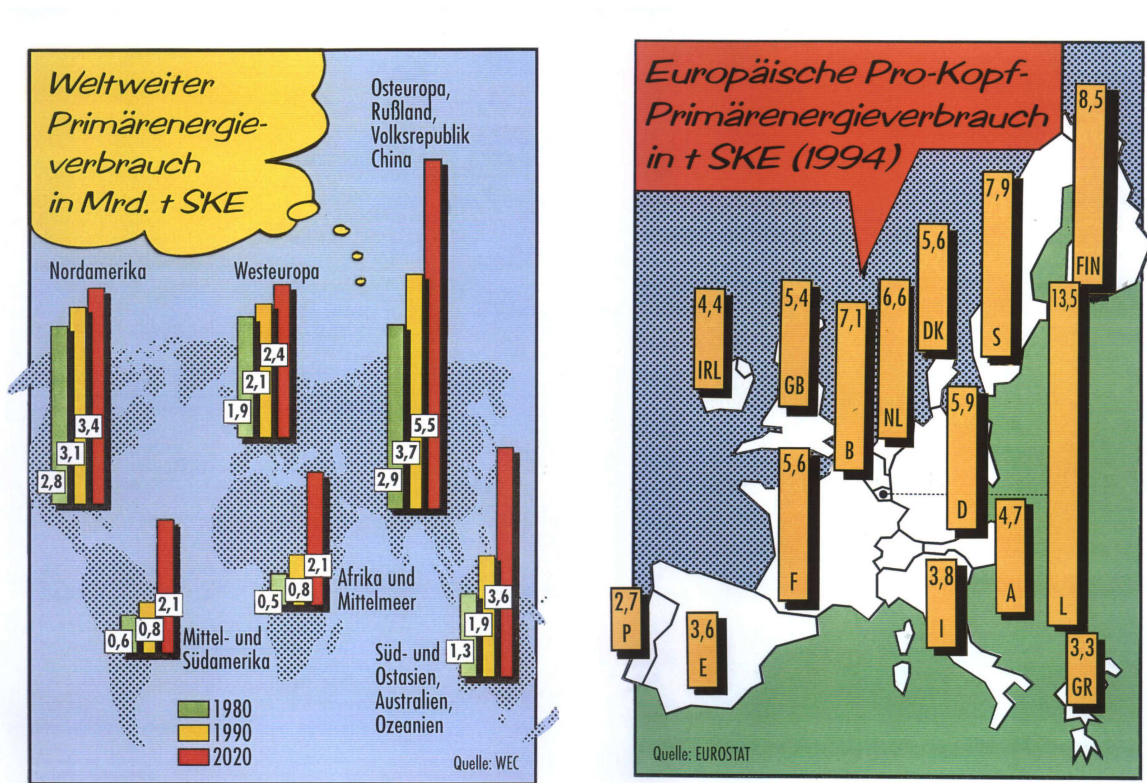 Weltweiter
Primärenergie-
verbrauch
in Mrd. t SKE
Osteuropa,
Rußland,
Volksrepublik
China
Nordamerika
Westeuropa
2,8
3,1
3,4
1,9
2,1
2,4
2,9
3,7
5,5
0,6
0,8
2,1
Mittel- und
Südamerika
0,5
0,8
2,1
Afrika und
Mittelmeer
1,3
1,9
3,6
Süd- und
Ostasien,
Australien,
Ozeanien
1980
1990
2020
Quelle: WEC
Europäische Pro-Kopf-
Primärenergieverbrauch
in t SKE (1994)
8,5
FIN
7,9
S
5,6
DK
6,6
NL
7,1
B
5,4
GB
4,4
IRL
13,5
L
5,9
D
5,6
F
4,7
A
3,8
I
2,7
P
3,6
E
3,3
GR
Quelle: EUROSTAT